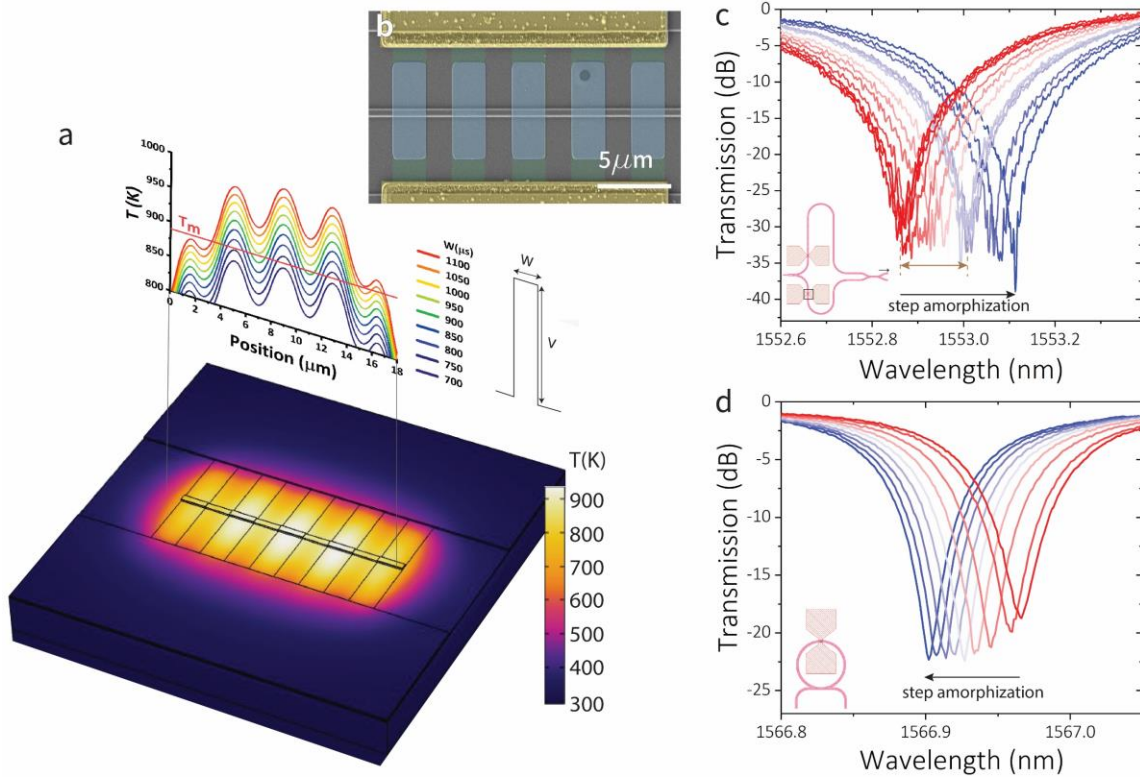 a
1000
950
900
850
800
T (K)
Tm
0
2
4
6
8
10
12
14
16
18
Position (μm)
W(μs)
1100
1050
1000
950
900
850
800
750
700
W
V
T(K)
900
800
700
600
500
400
300
b
5μm
c
0
-5
-10
-15
-20
-25
-30
-35
-40
Transmission (dB)
step amorphization
1552.6 1552.8 1553.0 1553.2
Wavelength (nm)
d
0
-5
-10
-15
-20
-25
Transmission (dB)
step amorphization
1566.8 1566.9 1567.0
Wavelength (nm)